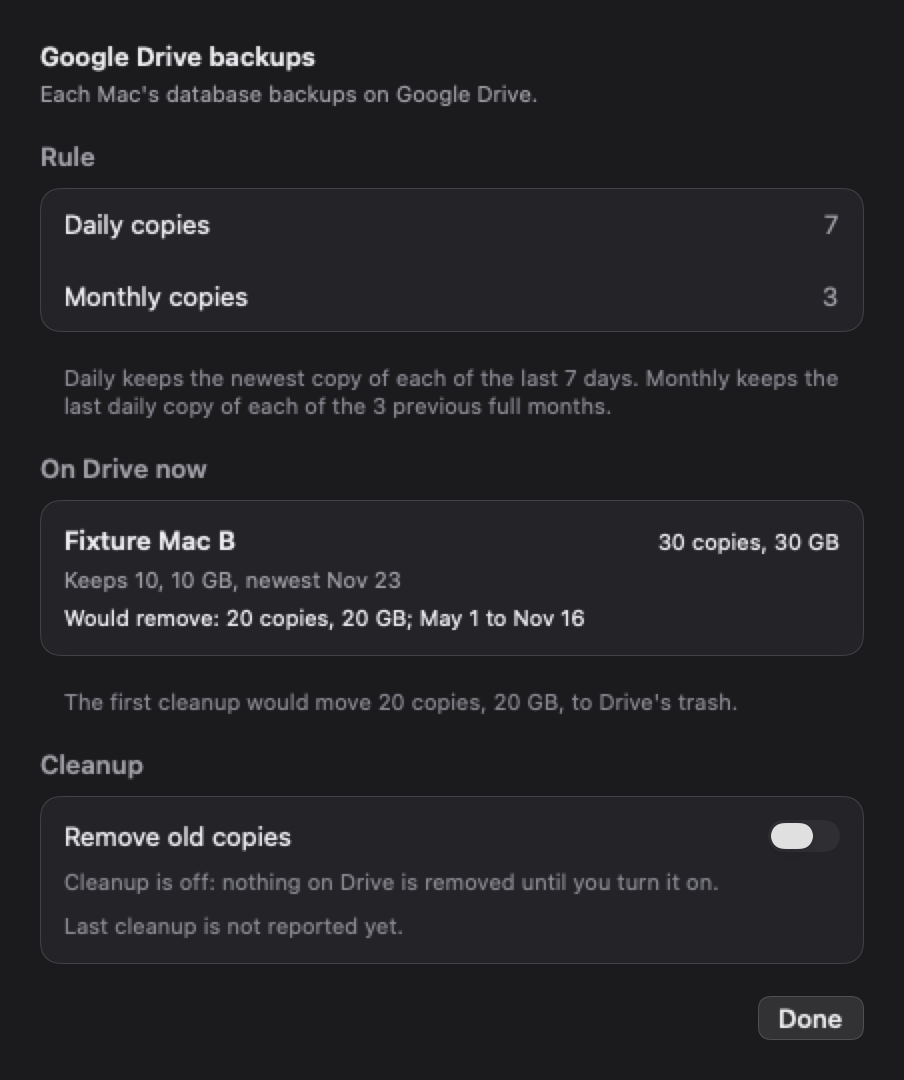 Google Drive backups
Each Mac's database backups on Google Drive.
Rule
Daily copies 7
Monthly copies 3
Daily keeps the newest copy of each of the last 7 days. Monthly keeps the
last daily copy of each of the 3 previous full months.
On Drive now
Fixture Mac B 30 copies, 30 GB
Keeps 10, 10 GB, newest Nov 23
Would remove: 20 copies, 20 GB; May 1 to Nov 16
The first cleanup would move 20 copies, 20 GB, to Drive's trash.
Cleanup
Remove old copies
Cleanup is off: nothing on Drive is removed until you turn it on.
Last cleanup is not reported yet.
Done